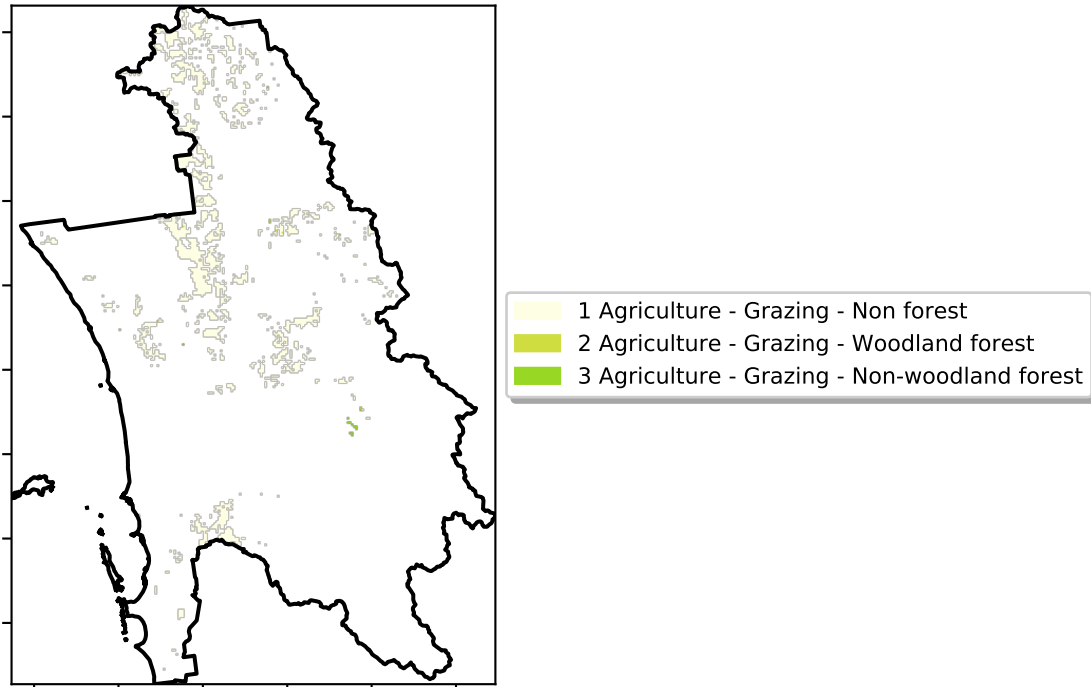 1 Agriculture - Grazing - Non forest
2 Agriculture - Grazing - Woodland forest
3 Agriculture - Grazing - Non-woodland forest